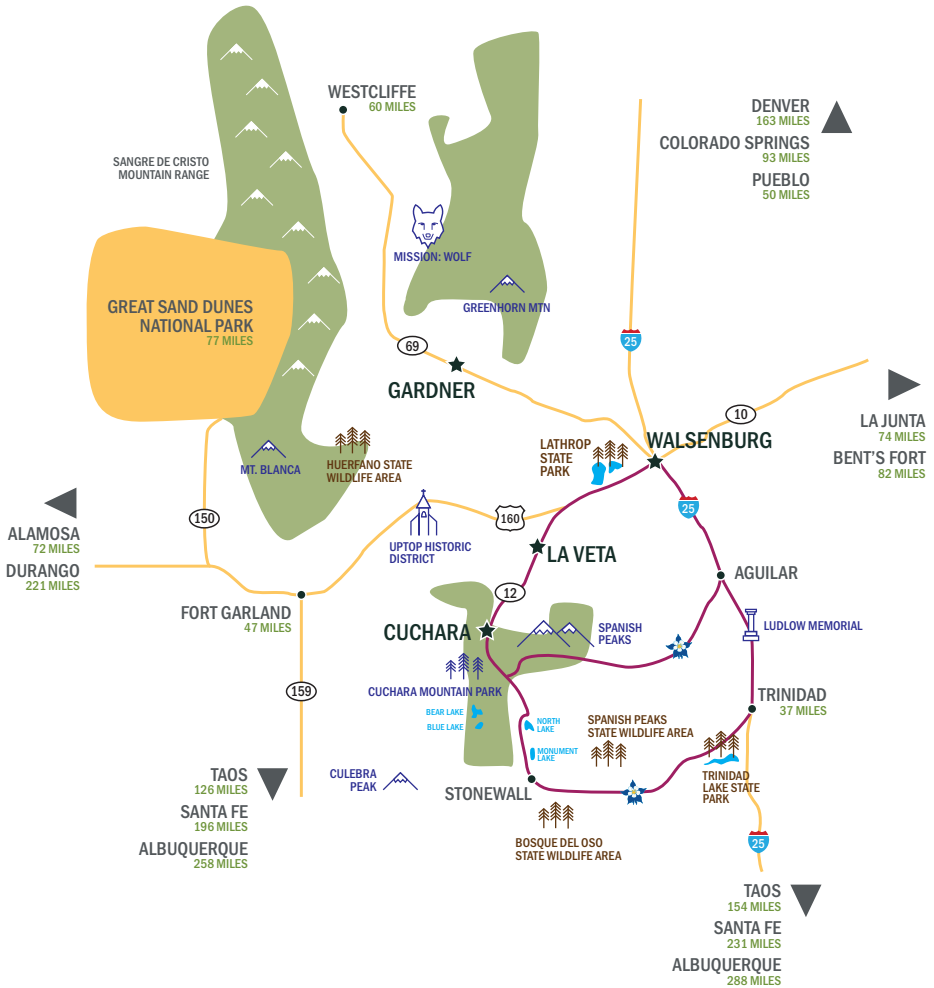 WESTCLIFFE
60 MILES
DENVER
163 MILES
COLORADO SPRINGS
93 MILES
PUEBLO
50 MILES
SANGRE DE CRISTO
MOUNTAIN RANGE
MISSION: WOLF
GREENHORN MTN
GREAT SAND DUNES
NATIONAL PARK
77 MILES
69
25
GARDNER
10
LA JUNTA
74 MILES
BENT'S FORT
82 MILES
WALSENBURG
LATHROP
STATE
PARK
MT. BLANCA
HUERFANO STATE
WILDLIFE AREA
150
160
25
ALAMOSA
72 MILES
DURANGO
221 MILES
UPTOP HISTORIC
DISTRICT
LA VETA
AGUILAR
12
FORT GARLAND
47 MILES
CUCHARA
SPANISH
PEAKS
LUDLOW MEMORIAL
159
CUCHARA MOUNTAIN PARK
BEAR LAKE
BLUE LAKE
NORTH
LAKE
MONUMENT
LAKE
SPANISH PEAKS
STATE WILDLIFE AREA
TRINIDAD
37 MILES
TRINIDAD
LAKE STATE
PARK
CULEBRA
PEAK
STONEWALL
TAOS
126 MILES
SANTA FE
196 MILES
ALBUQUERQUE
258 MILES
BOSQUE DEL OSO
STATE WILDLIFE AREA
25
TAOS
154 MILES
SANTA FE
231 MILES
ALBUQUERQUE
288 MILES